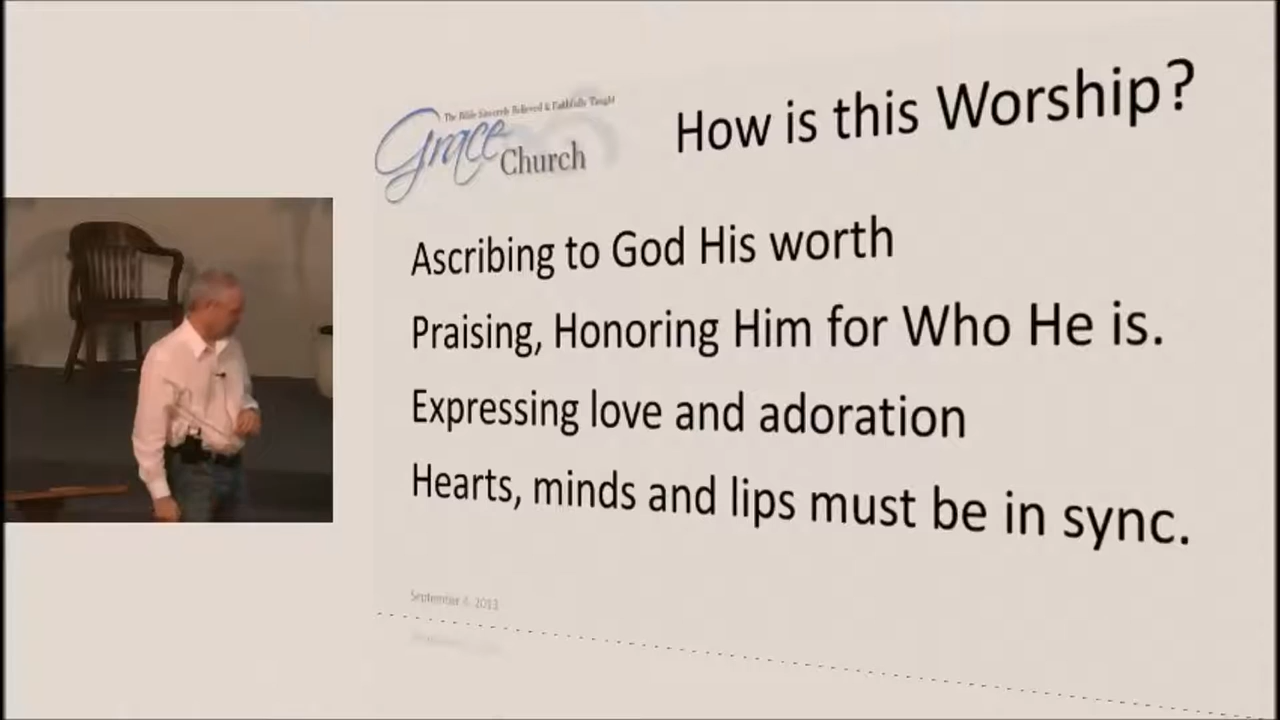 The Bible Sincerely Believed & Faithfully Taught
Grace
Church
How is this Worship?
Ascribing to God His worth
Praising, Honoring Him for Who He is.
Expressing love and adoration
Hearts, minds and lips must be in sync.
September 4, 2013